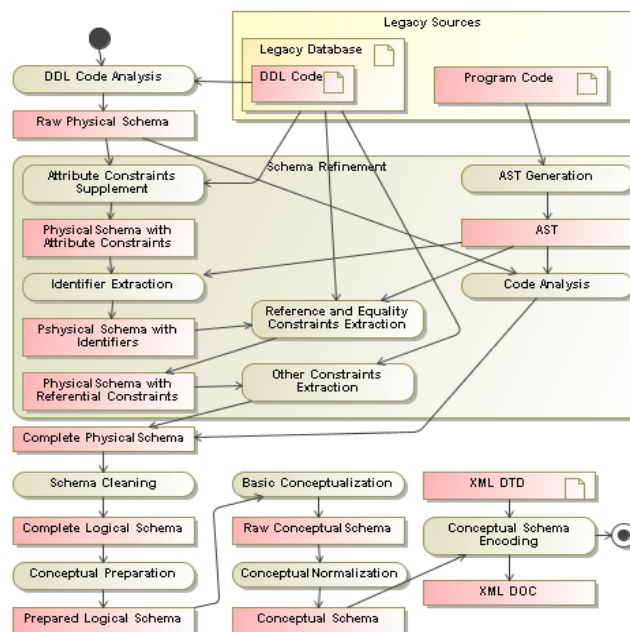 Legacy Sources
Legacy Database
DDL Code
Program Code
DDL Code Analysis
Raw Physical Schema
Schema Refinement
Attribute Constraints
Supplement
AST Generation
Physical Schema with
Attribute Constraints
AST
Identifier Extraction
Code Analysis
Pshysical Schema with
Identifiers
Reference and Equality
Constraints Extraction
Physical Schema with
Referential Constraints
Other Constraints
Extraction
Complete Physical Schema
Schema Cleaning
Basic Conceptualization
XML DTD
Complete Logical Schema
Raw Conceptual Schema
Conceptual Schema
Encoding
Conceptual Preparation
Conceptual Normalization
XML DOC
Prepared Logical Schema
Conceptual Schema